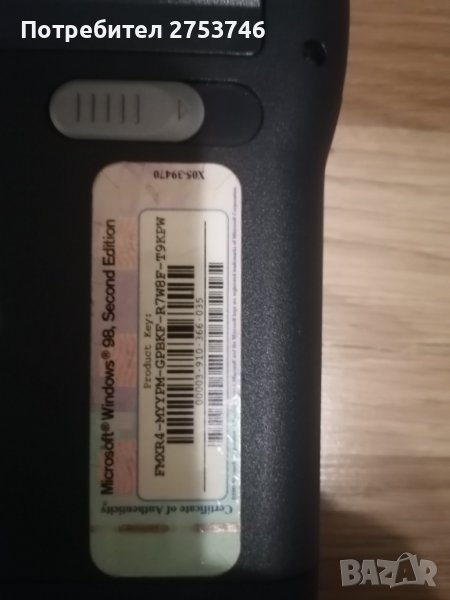 Потребител 2753746
X05-39470
Microsoft® Windows® 98, Second Edition
Product Key:
FMXR4-MYYPM-GPBKF-R7W8F-T9KPW
00003-910-366-035
Certificate of Authenticity
BAZAR